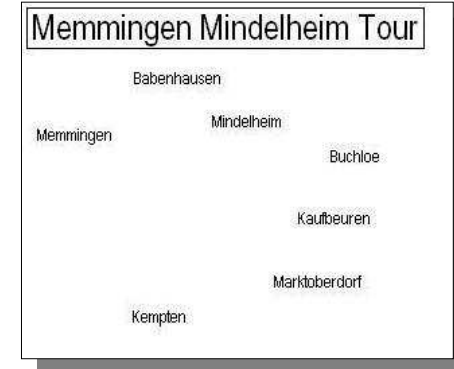 Memmingen Mindelheim Tour
Babenhausen
Mindelheim
Memmingen
Buchloe
Kaufbeuren
Marktoberdorf
Kempten